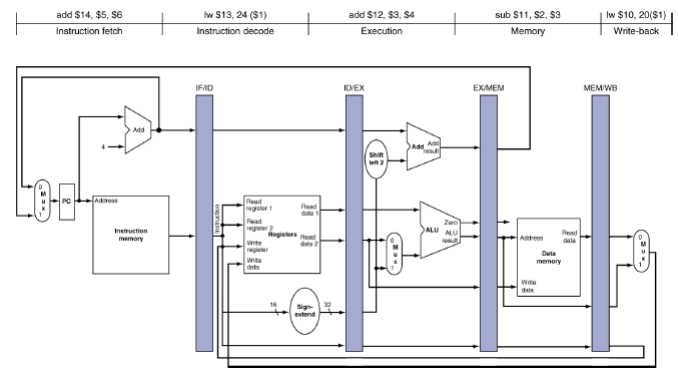 add $14, $5, $6
lw $13, 24 ($1)
add $12, $3, $4
sub $11, $2, $3
lw $10, 20($1)
Instruction fetch
Instruction decode
Execution
Memory
Write-back
IF/ID
ID/EX
EX/MEM
MEM/WB
Add
4
Shift
left 2
Add
Add
result
0
M
u
x
1
PC
Address
Instruction
memory
Instruction
Read
register 1
Read
register 2
Registers
Write
register
Write
data
Read
data 1
Read
data 2
0
M
u
x
1
ALU
Zero
ALU
result
Address
Read
data
Data
memory
Write
data
0
M
u
x
1
16
Sign-
extend
32